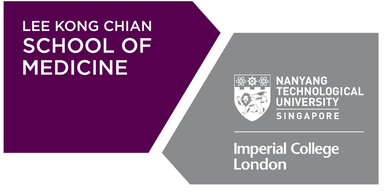 LEE KONG CHIAN
SCHOOL OF
MEDICINE
NANYANG
TECHNOLOGICAL
UNIVERSITY
SINGAPORE
Imperial College
London